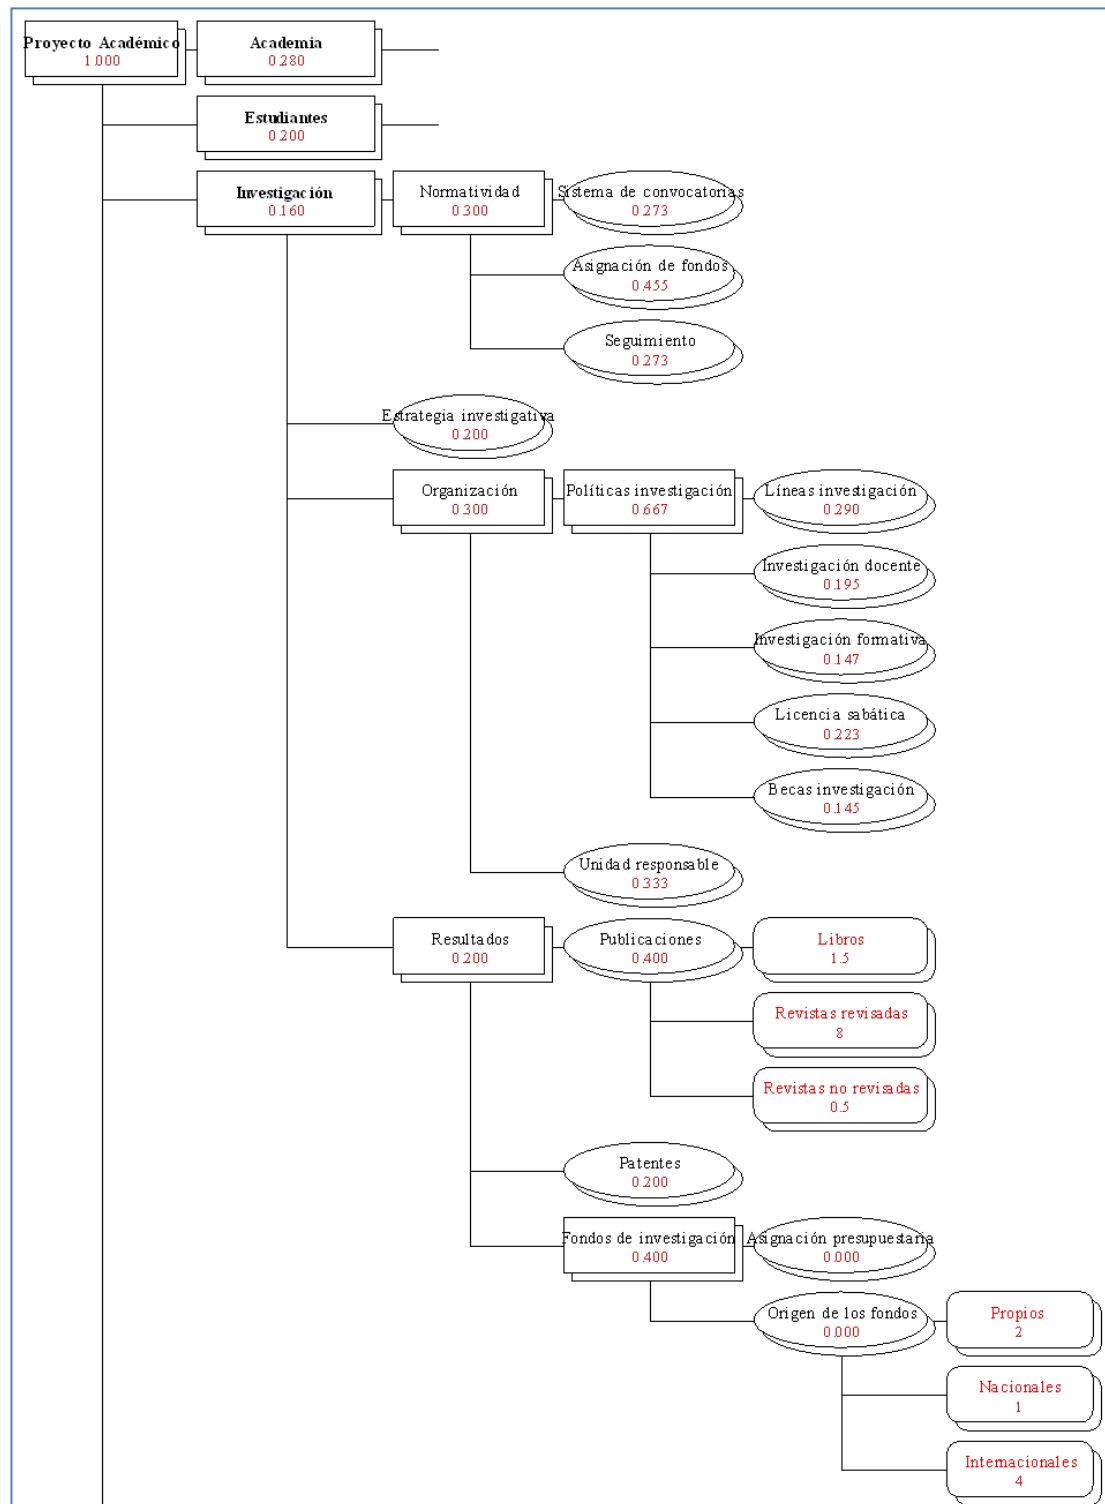 Proyecto Académico
1.000
Academia
0.280
Estudiantes
0.200
Investigación
0.160
Normatividad
0.300
Sistema de convocatorias
0.273
Asignación de fondos
0.455
Seguimiento
0.273
Estrategia investigativa
0.200
Organización
0.300
Políticas investigación
0.667
Líneas investigación
0.290
Investigación docente
0.195
Investigación formativa
0.147
Licencia sabática
0.223
Becas investigación
0.145
Unidad responsable
0.333
Resultados
0.200
Publicaciones
0.400
Libros
1.5
Revistas revisadas
8
Revistas no revisadas
0.5
Patentes
0.200
Fondos de investigación
0.400
Asignación presupuestaria
0.000
Origen de los fondos
0.000
Propios
2
Nacionales
1
Internacionales
4